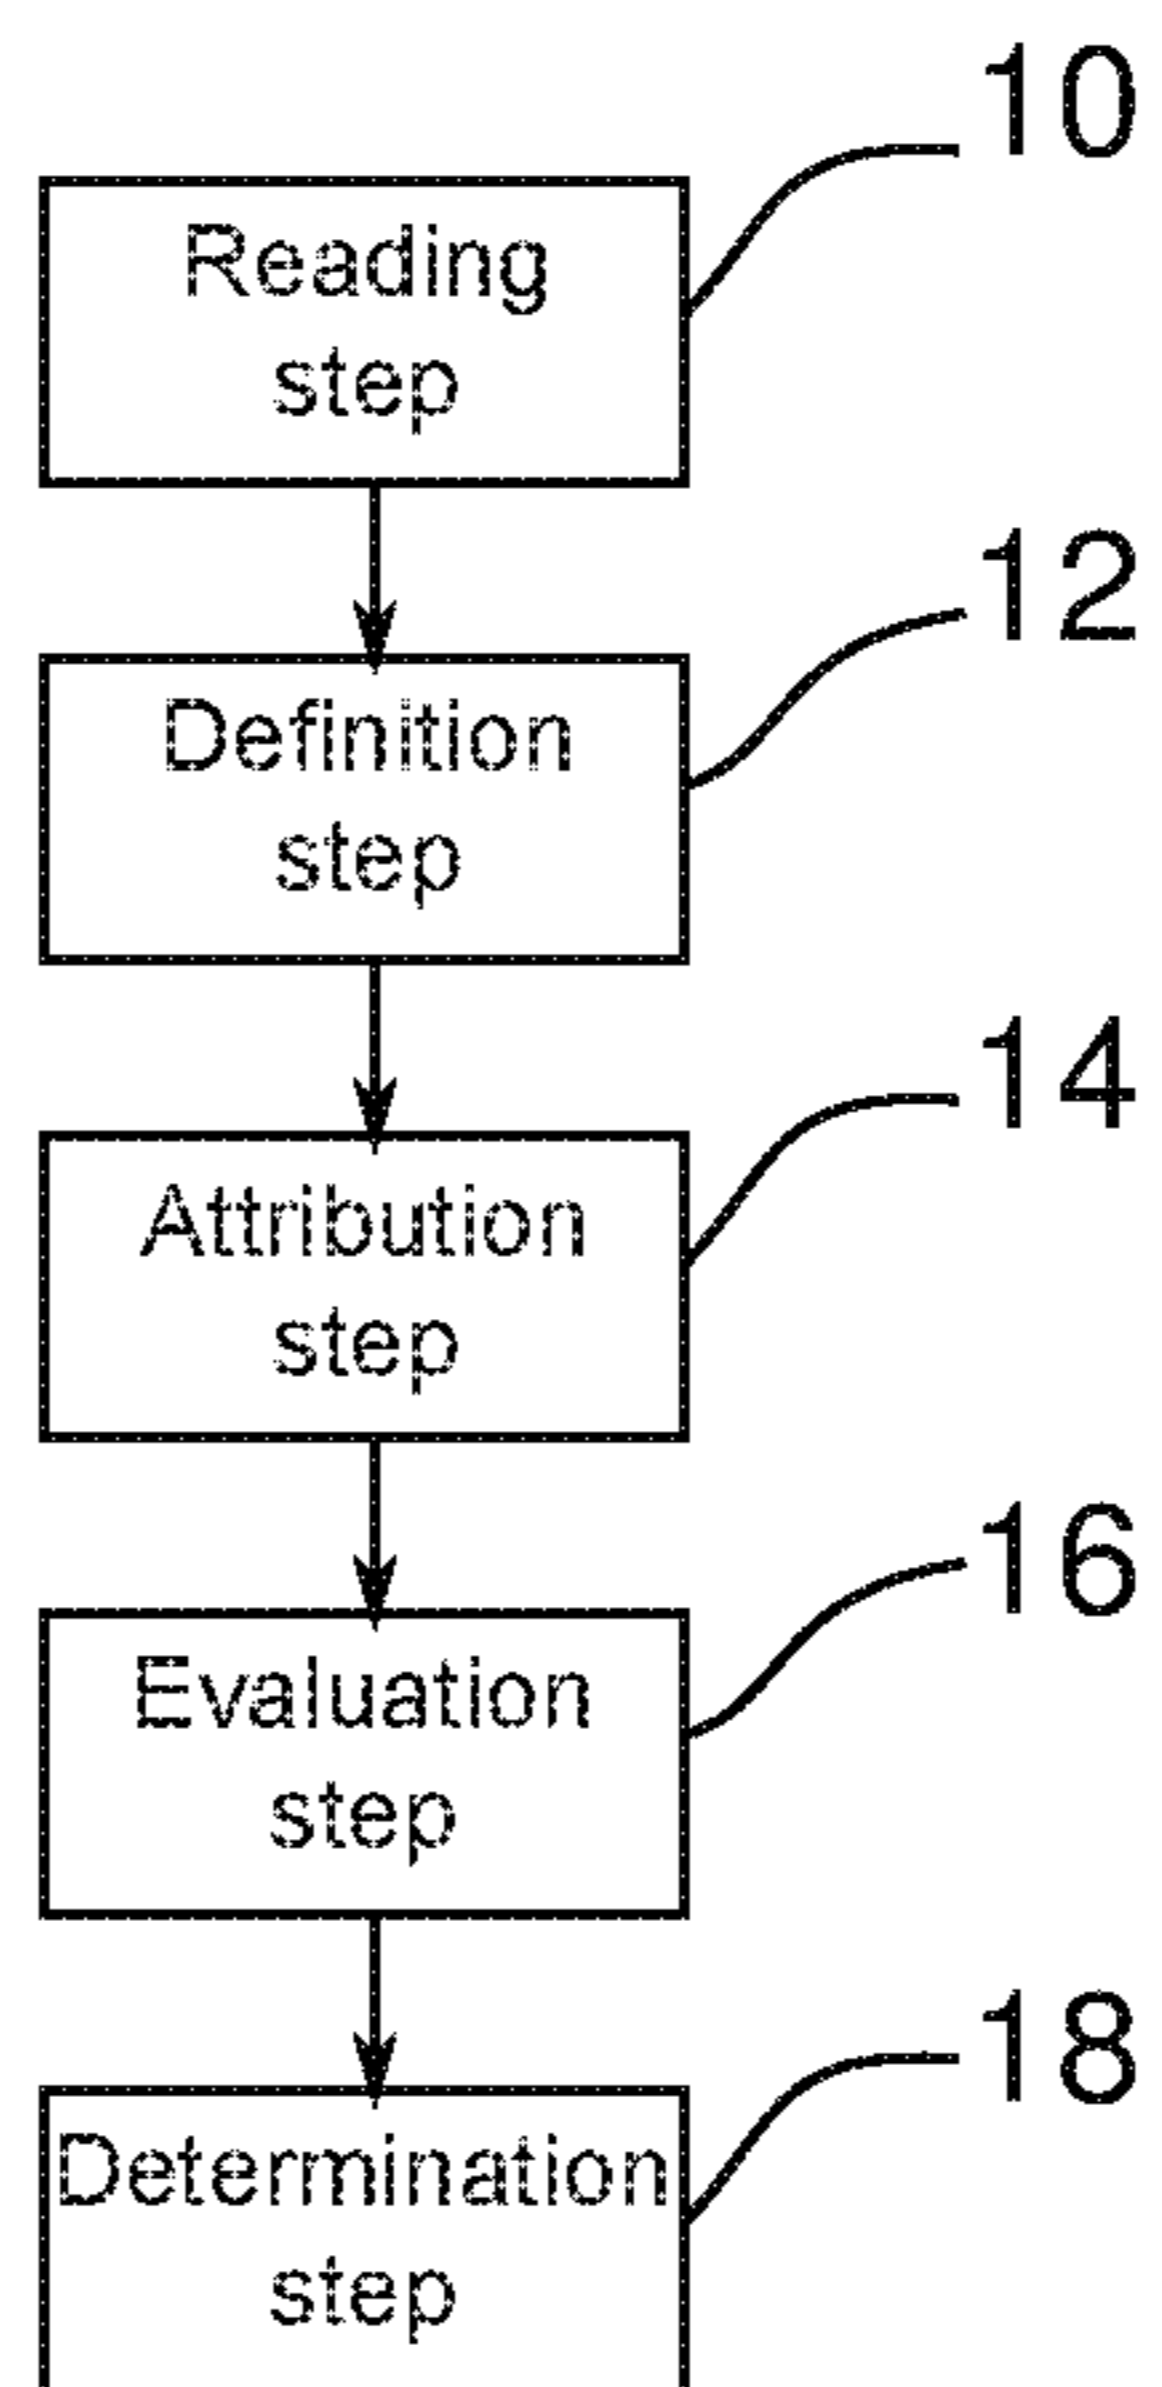 10
Reading
step
12
Definition
step
14
Attribution
step
16
Evaluation
step
18
Determination
step